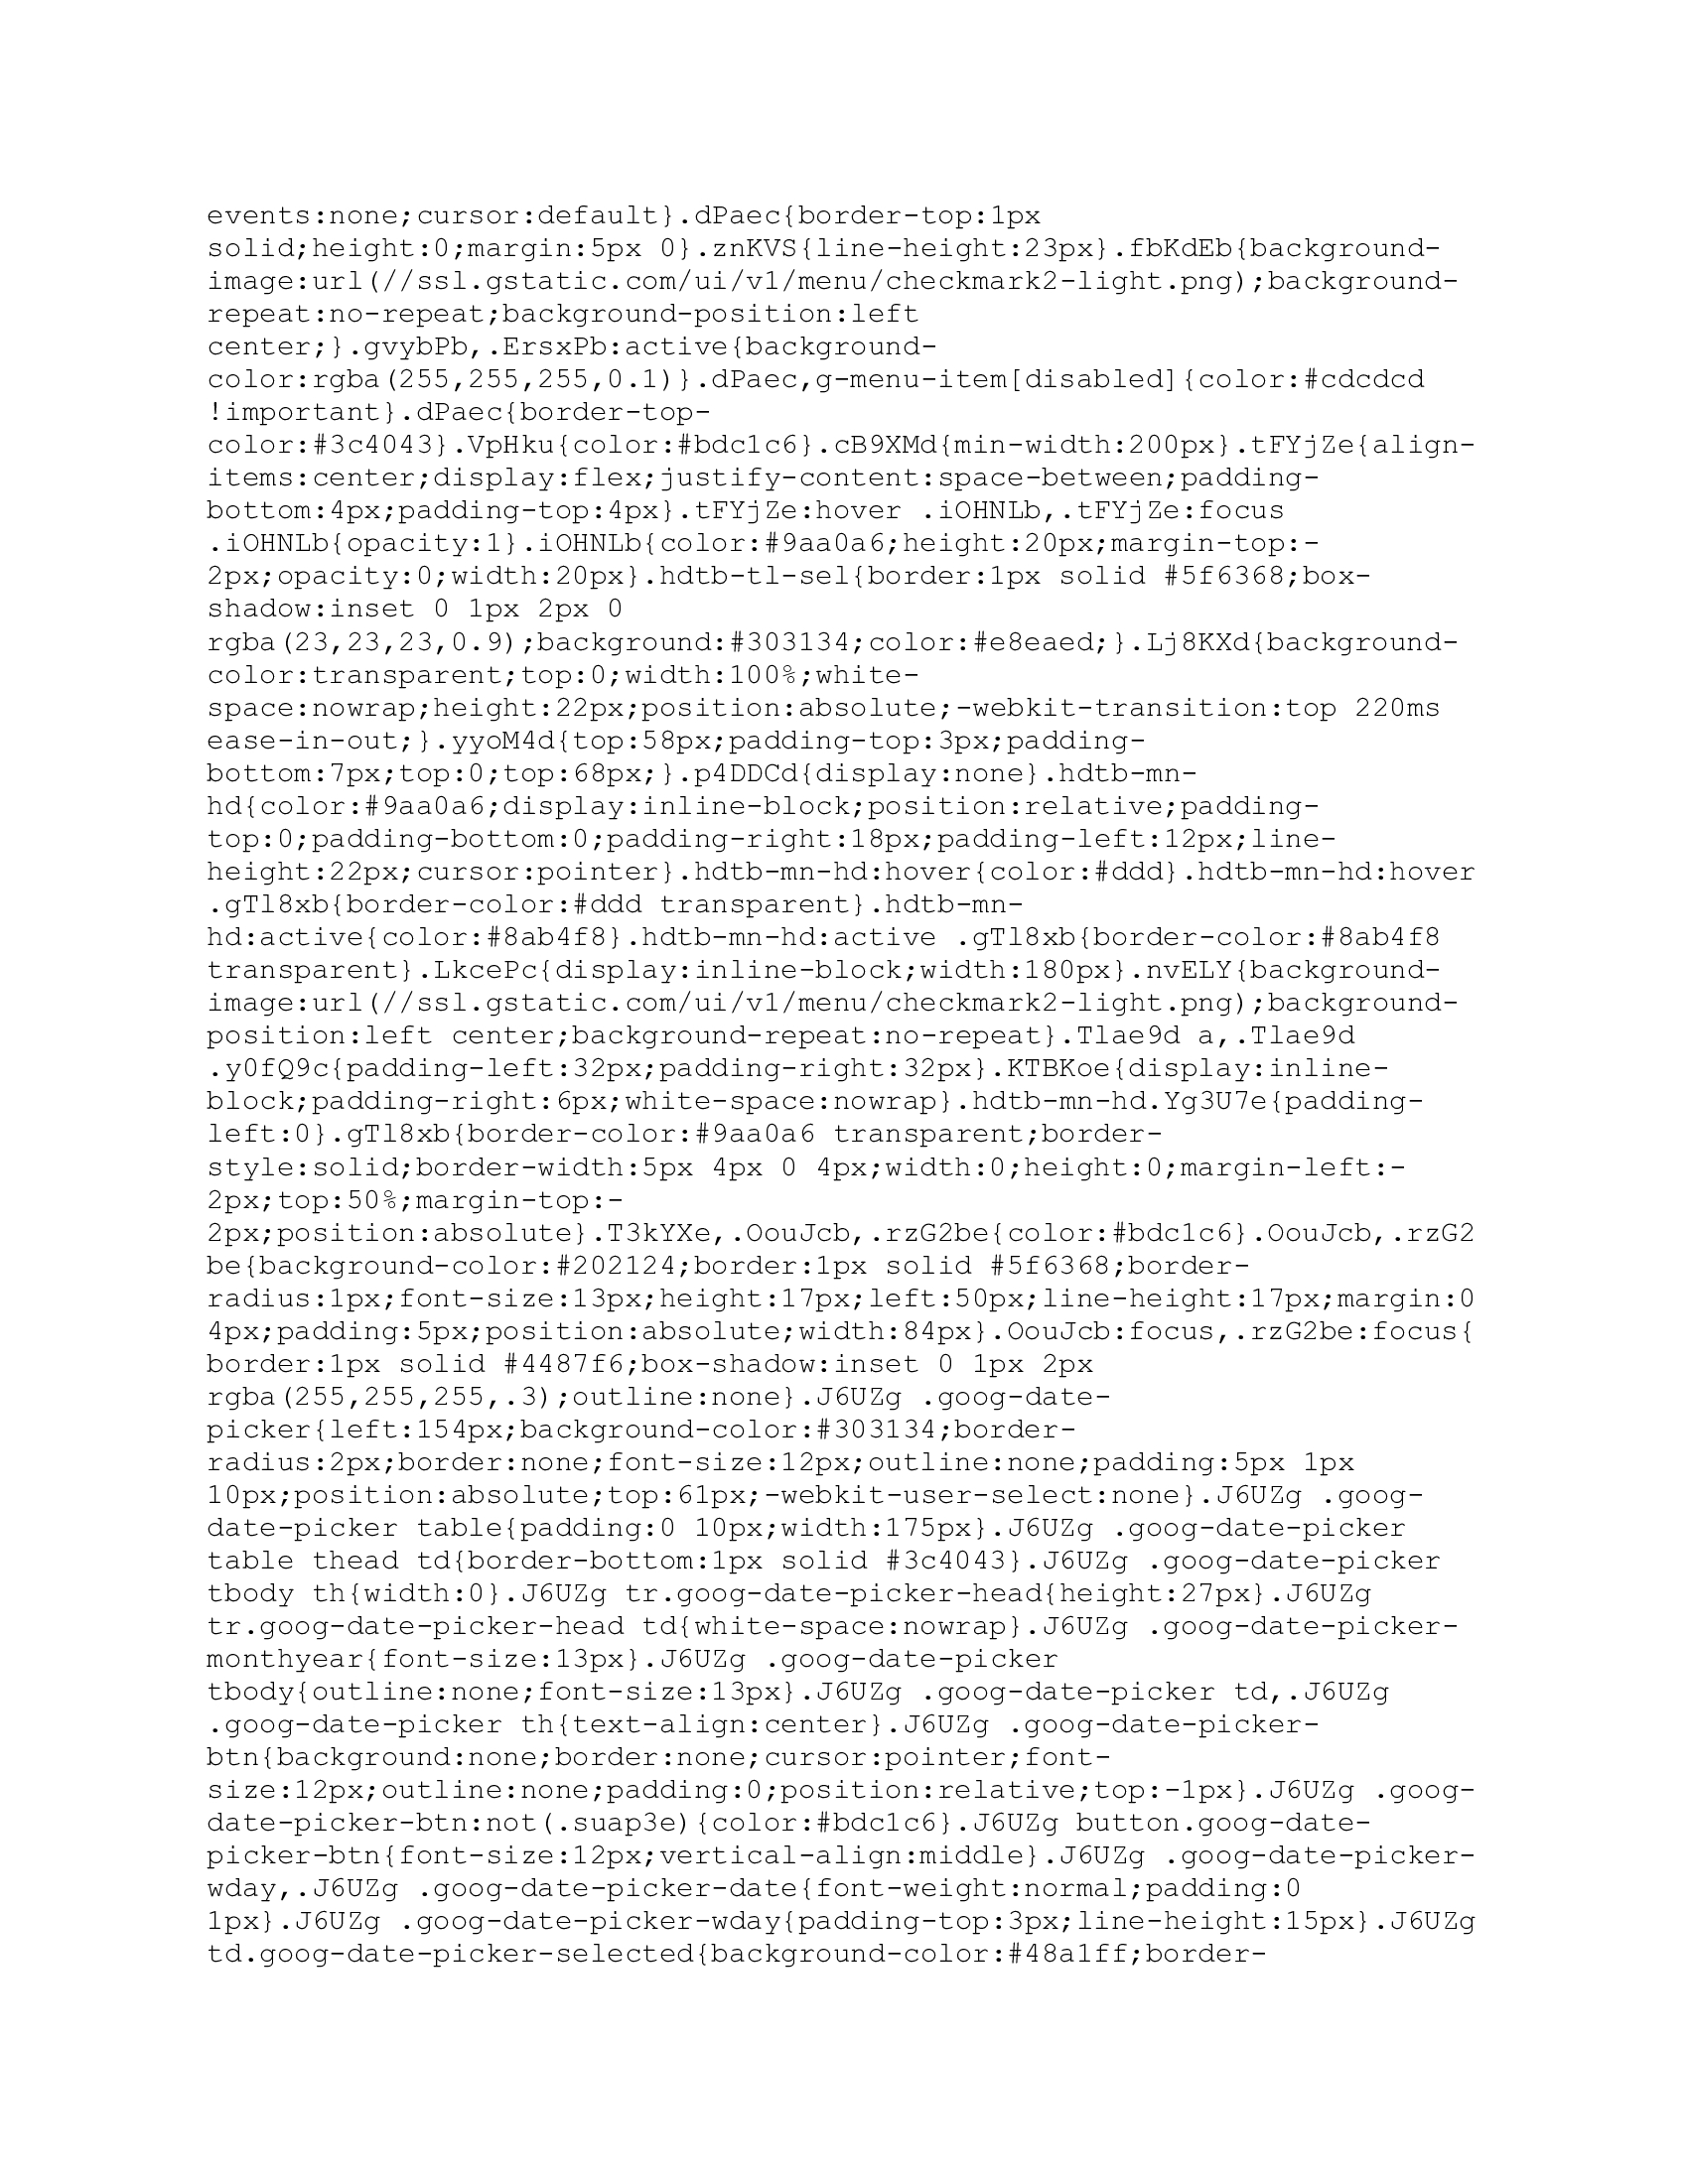 events:none;cursor:default}.dPaec{border-top:1px
solid;height:0;margin:5px 0}.znKVS{line-height:23px}.fbKdEb{background-
image:url(//ssl.gstatic.com/ui/v1/menu/checkmark2-light.png);background-
repeat:no-repeat;background-position:left
center;}.gvybPb,.ErsxPb:active{background-
color:rgba(255,255,255,0.1)}.dPaec,g-menu-item[disabled]{color:#cdcdcd
!important}.dPaec{border-top-
color:#3c4043}.VpHku{color:#bdc1c6}.cB9XMd{min-width:200px}.tFYjZe{align-
items:center;display:flex;justify-content:space-between;padding-
bottom:4px;padding-top:4px}.tFYjZe:hover .iOHNLb,.tFYjZe:focus
.iOHNLb{opacity:1}.iOHNLb{color:#9aa0a6;height:20px;margin-top:-
2px;opacity:0;width:20px}.hdtb-tl-sel{border:1px solid #5f6368;box-
shadow:inset 0 1px 2px 0
rgba(23,23,23,0.9);background:#303134;color:#e8eaed;}.Lj8KXd{background-
color:transparent;top:0;width:100%;white-
space:nowrap;height:22px;position:absolute;-webkit-transition:top 220ms
ease-in-out;}.yyoM4d{top:58px;padding-top:3px;padding-
bottom:7px;top:0;top:68px;}.p4DDCd{display:none}.hdtb-mn-
hd{color:#9aa0a6;display:inline-block;position:relative;padding-
top:0;padding-bottom:0;padding-right:18px;padding-left:12px;line-
height:22px;cursor:pointer}.hdtb-mn-hd:hover{color:#ddd}.hdtb-mn-hd:hover
.gTl8xb{border-color:#ddd transparent}.hdtb-mn-
hd:active{color:#8ab4f8}.hdtb-mn-hd:active .gTl8xb{border-color:#8ab4f8
transparent}.LkcePc{display:inline-block;width:180px}.nvELY{background-
image:url(//ssl.gstatic.com/ui/v1/menu/checkmark2-light.png);background-
position:left center;background-repeat:no-repeat}.Tlae9d a,.Tlae9d
.y0fQ9c{padding-left:32px;padding-right:32px}.KTBKoe{display:inline-
block;padding-right:6px;white-space:nowrap}.hdtb-mn-hd.Yg3U7e{padding-
left:0}.gTl8xb{border-color:#9aa0a6 transparent;border-
style:solid;border-width:5px 4px 0 4px;width:0;height:0;margin-left:-
2px;top:50%;margin-top:-
2px;position:absolute}.T3kYXe,.OouJcb,.rzG2be{color:#bdc1c6}.OouJcb,.rzG2
be{background-color:#202124;border:1px solid #5f6368;border-
radius:1px;font-size:13px;height:17px;left:50px;line-height:17px;margin:0
4px;padding:5px;position:absolute;width:84px}.OouJcb:focus,.rzG2be:focus{
border:1px solid #4487f6;box-shadow:inset 0 1px 2px
rgba(255,255,255,.3);outline:none}.J6UZg .goog-date-
picker{left:154px;background-color:#303134;border-
radius:2px;border:none;font-size:12px;outline:none;padding:5px 1px
10px;position:absolute;top:61px;-webkit-user-select:none}.J6UZg .goog-
date-picker table{padding:0 10px;width:175px}.J6UZg .goog-date-picker
table thead td{border-bottom:1px solid #3c4043}.J6UZg .goog-date-picker
tbody th{width:0}.J6UZg tr.goog-date-picker-head{height:27px}.J6UZg
tr.goog-date-picker-head td{white-space:nowrap}.J6UZg .goog-date-picker-
monthyear{font-size:13px}.J6UZg .goog-date-picker
tbody{outline:none;font-size:13px}.J6UZg .goog-date-picker td,.J6UZg
.goog-date-picker th{text-align:center}.J6UZg .goog-date-picker-
btn{background:none;border:none;cursor:pointer;font-
size:12px;outline:none;padding:0;position:relative;top:-1px}.J6UZg .goog-
date-picker-btn:not(.suap3e){color:#bdc1c6}.J6UZg button.goog-date-
picker-btn{font-size:12px;vertical-align:middle}.J6UZg .goog-date-picker-
wday,.J6UZg .goog-date-picker-date{font-weight:normal;padding:0
1px}.J6UZg .goog-date-picker-wday{padding-top:3px;line-height:15px}.J6UZg
td.goog-date-picker-selected{background-color:#48a1ff;border-